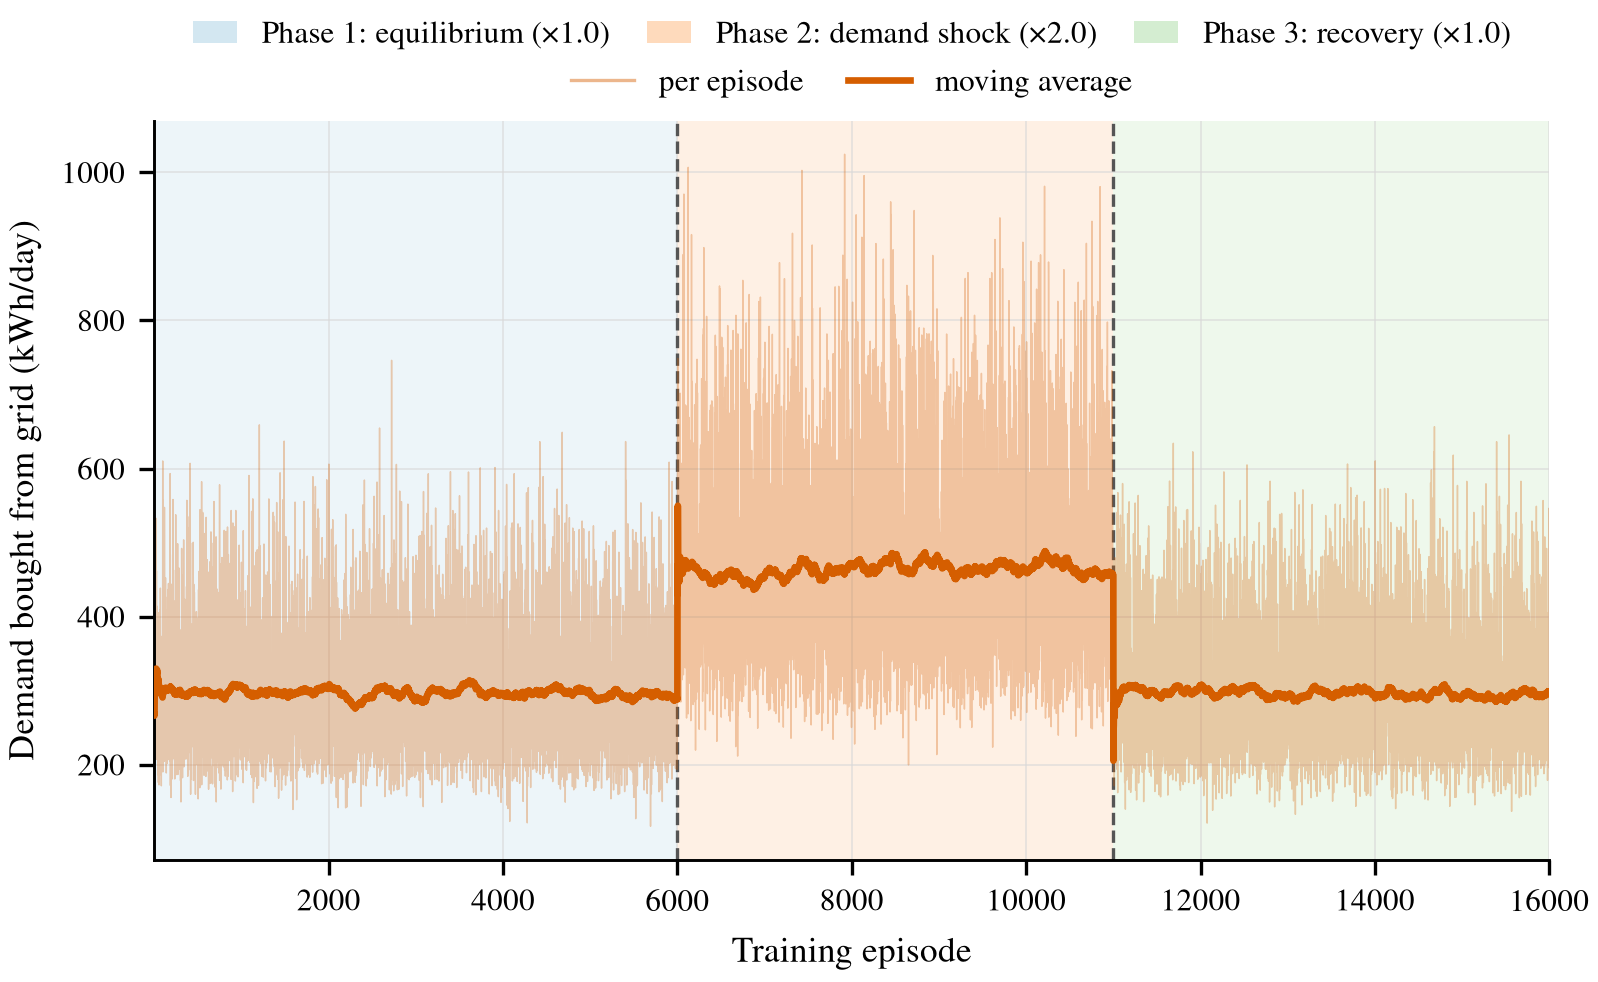 Phase 1: equilibrium (×1.0) Phase 2: demand shock (×2.0) Phase 3: recovery (×1.0)
per episode moving average
Demand bought from grid (kWh/day)
1000
800
600
400
200
2000 4000 6000 8000 10000 12000 14000 16000
Training episode